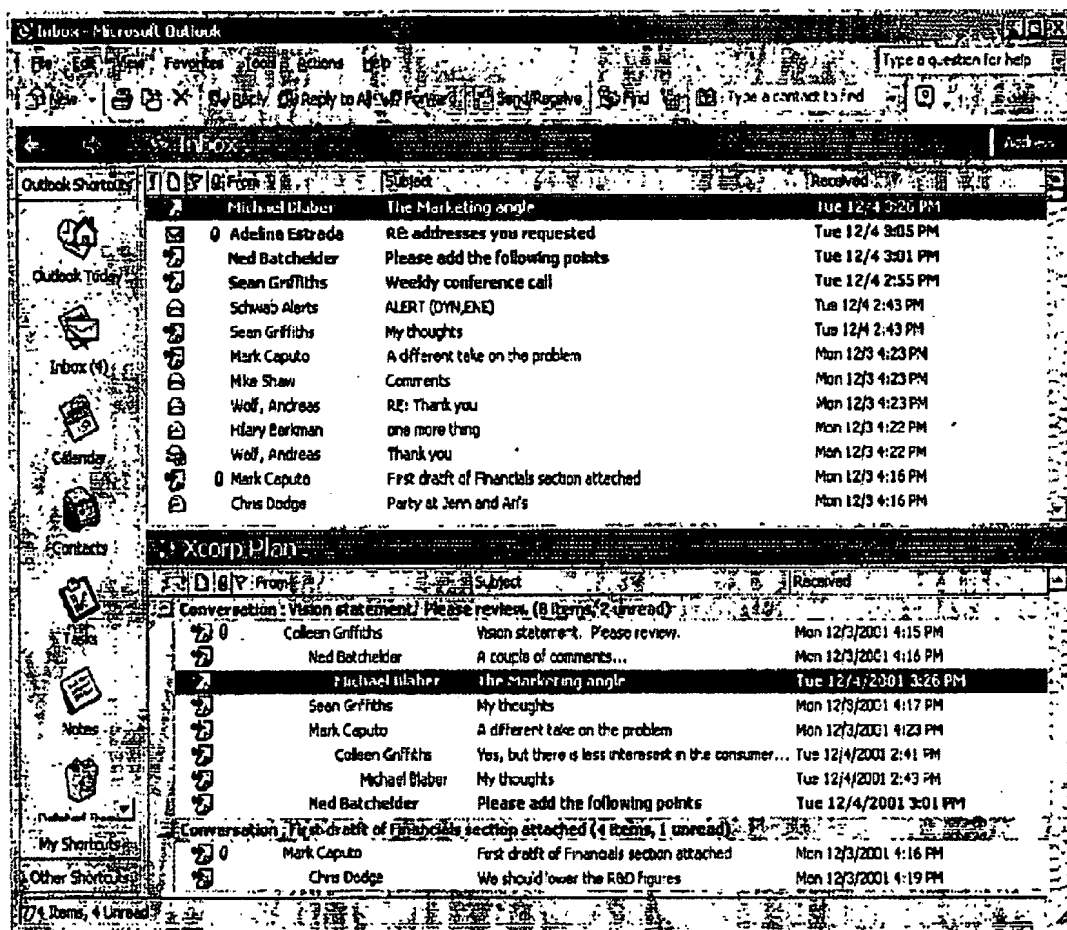 Inbox - Microsoft Outlook
File Edit View Favorites Tools Actions Help Type a question for help
New Reply Reply to All Forward Send/Receive Find Type a contact to find
Inbox Address
Outlook Shortcuts From Subject Received
Michael Blaber The Marketing angle Tue 12/4 3:26 PM
Adeline Estrada RE: addresses you requested Tue 12/4 3:05 PM
Ned Batchelder Please add the following points Tue 12/4 3:01 PM
Outlook Today
Sean Griffiths Weekly conference call Tue 12/4 2:55 PM
Schwab Alerts ALERT (DYN,ENE) Tue 12/4 2:43 PM
Sean Griffiths My thoughts Tue 12/4 2:43 PM
Inbox (4)
Mark Caputo A different take on the problem Mon 12/3 4:23 PM
Mike Shaw Comments Mon 12/3 4:23 PM
Wolf, Andreas RE: Thank you Mon 12/3 4:23 PM
Hilary Berkman one more thing Mon 12/3 4:22 PM
Calendar
Wolf, Andreas Thank you Mon 12/3 4:22 PM
Mark Caputo First dratft of Financials section attached Mon 12/3 4:16 PM
Chris Dodge Party at Jenn and Ari's Mon 12/3 4:16 PM
Contacts
Xcorp Plan
From Subject Received
Conversation : Vision statement. Please review. (8 items, 2 unread)
Tasks
Colleen Griffiths Vision statement. Please review. Mon 12/3/2001 4:15 PM
Ned Batchelder A couple of comments... Mon 12/3/2001 4:16 PM
Michael Blaber The Marketing angle Tue 12/4/2001 3:26 PM
Sean Griffiths My thoughts Mon 12/3/2001 4:17 PM
Notes
Mark Caputo A different take on the problem Mon 12/3/2001 4:23 PM
Colleen Griffiths Yes, but there is less interesest in the consumer... Tue 12/4/2001 2:41 PM
Michael Blaber My thoughts Tue 12/4/2001 2:43 PM
Ned Batchelder Please add the following points Tue 12/4/2001 3:01 PM
Conversation : First dratft of Financials section attached (4 items, 1 unread)
My Shortcuts
Mark Caputo First dratft of Financials section attached Mon 12/3/2001 4:16 PM
Other Shortcuts
Chris Dodge We should lower the R&D figures Mon 12/3/2001 4:19 PM
774 Items, 4 Unread